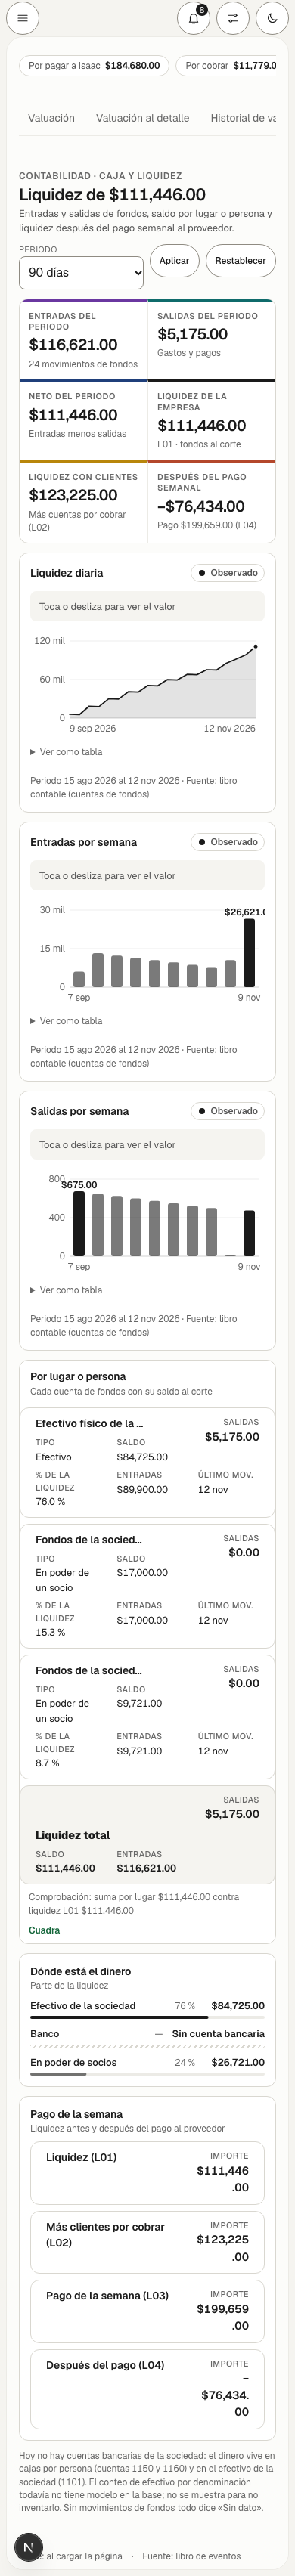 8
Por pagar a Isaac $184,680.00
Por cobrar $11,779.0
Valuación
Valuación al detalle
Historial de va
CONTABILIDAD · CAJA Y LIQUIDEZ
Liquidez de $111,446.00
Entradas y salidas de fondos, saldo por lugar o persona y
liquidez después del pago semanal al proveedor.
PERIODO
90 días
Aplicar
Restablecer
ENTRADAS DEL
PERIODO
$116,621.00
24 movimientos de fondos
SALIDAS DEL PERIODO
$5,175.00
Gastos y pagos
NETO DEL PERIODO
$111,446.00
Entradas menos salidas
LIQUIDEZ DE LA
EMPRESA
$111,446.00
L01 · fondos al corte
LIQUIDEZ CON CLIENTES
$123,225.00
Más cuentas por cobrar
(L02)
DESPUÉS DEL PAGO
SEMANAL
−$76,434.00
Pago $199,659.00 (L04)
Liquidez diaria
Observado
Toca o desliza para ver el valor
120 mil
60 mil
0
9 sep 2026
12 nov 2026
Ver como tabla
Periodo 15 ago 2026 al 12 nov 2026 · Fuente: libro
contable (cuentas de fondos)
Entradas por semana
Observado
Toca o desliza para ver el valor
30 mil
$26,621.0
15 mil
0
7 sep
9 nov
Ver como tabla
Periodo 15 ago 2026 al 12 nov 2026 · Fuente: libro
contable (cuentas de fondos)
Salidas por semana
Observado
Toca o desliza para ver el valor
800
$675.00
400
0
7 sep
9 nov
Ver como tabla
Periodo 15 ago 2026 al 12 nov 2026 · Fuente: libro
contable (cuentas de fondos)
Por lugar o persona
Cada cuenta de fondos con su saldo al corte
Efectivo físico de la ...
SALIDAS
$5,175.00
TIPO
Efectivo
SALDO
$84,725.00
% DE LA
LIQUIDEZ
76.0 %
ENTRADAS
$89,900.00
ÚLTIMO MOV.
12 nov
Fondos de la socied...
SALIDAS
$0.00
TIPO
En poder de
un socio
SALDO
$17,000.00
% DE LA
LIQUIDEZ
15.3 %
ENTRADAS
$17,000.00
ÚLTIMO MOV.
12 nov
Fondos de la socied...
SALIDAS
$0.00
TIPO
En poder de
un socio
SALDO
$9,721.00
% DE LA
LIQUIDEZ
8.7 %
ENTRADAS
$9,721.00
ÚLTIMO MOV.
12 nov
SALIDAS
$5,175.00
Liquidez total
SALDO
$111,446.00
ENTRADAS
$116,621.00
Comprobación: suma por lugar $111,446.00 contra
liquidez L01 $111,446.00
Cuadra
Dónde está el dinero
Parte de la liquidez
Efectivo de la sociedad 76 % $84,725.00
Banco — Sin cuenta bancaria
En poder de socios 24 % $26,721.00
Pago de la semana
Liquidez antes y después del pago al proveedor
Liquidez (L01)
IMPORTE
$111,446
.00
Más clientes por cobrar
(L02)
IMPORTE
$123,225
.00
Pago de la semana (L03)
IMPORTE
$199,659
.00
Después del pago (L04)
IMPORTE
−
$76,434.
00
Hoy no hay cuentas bancarias de la sociedad: el dinero vive en
cajas por persona (cuentas 1150 y 1160) y en el efectivo de la
sociedad (1101). El conteo de efectivo por denominación
todavía no tiene modelo en la base; no se muestra para no
inventarlo. Sin movimientos de fondos todo dice «Sin dato».
N
al cargar la página · Fuente: libro de eventos